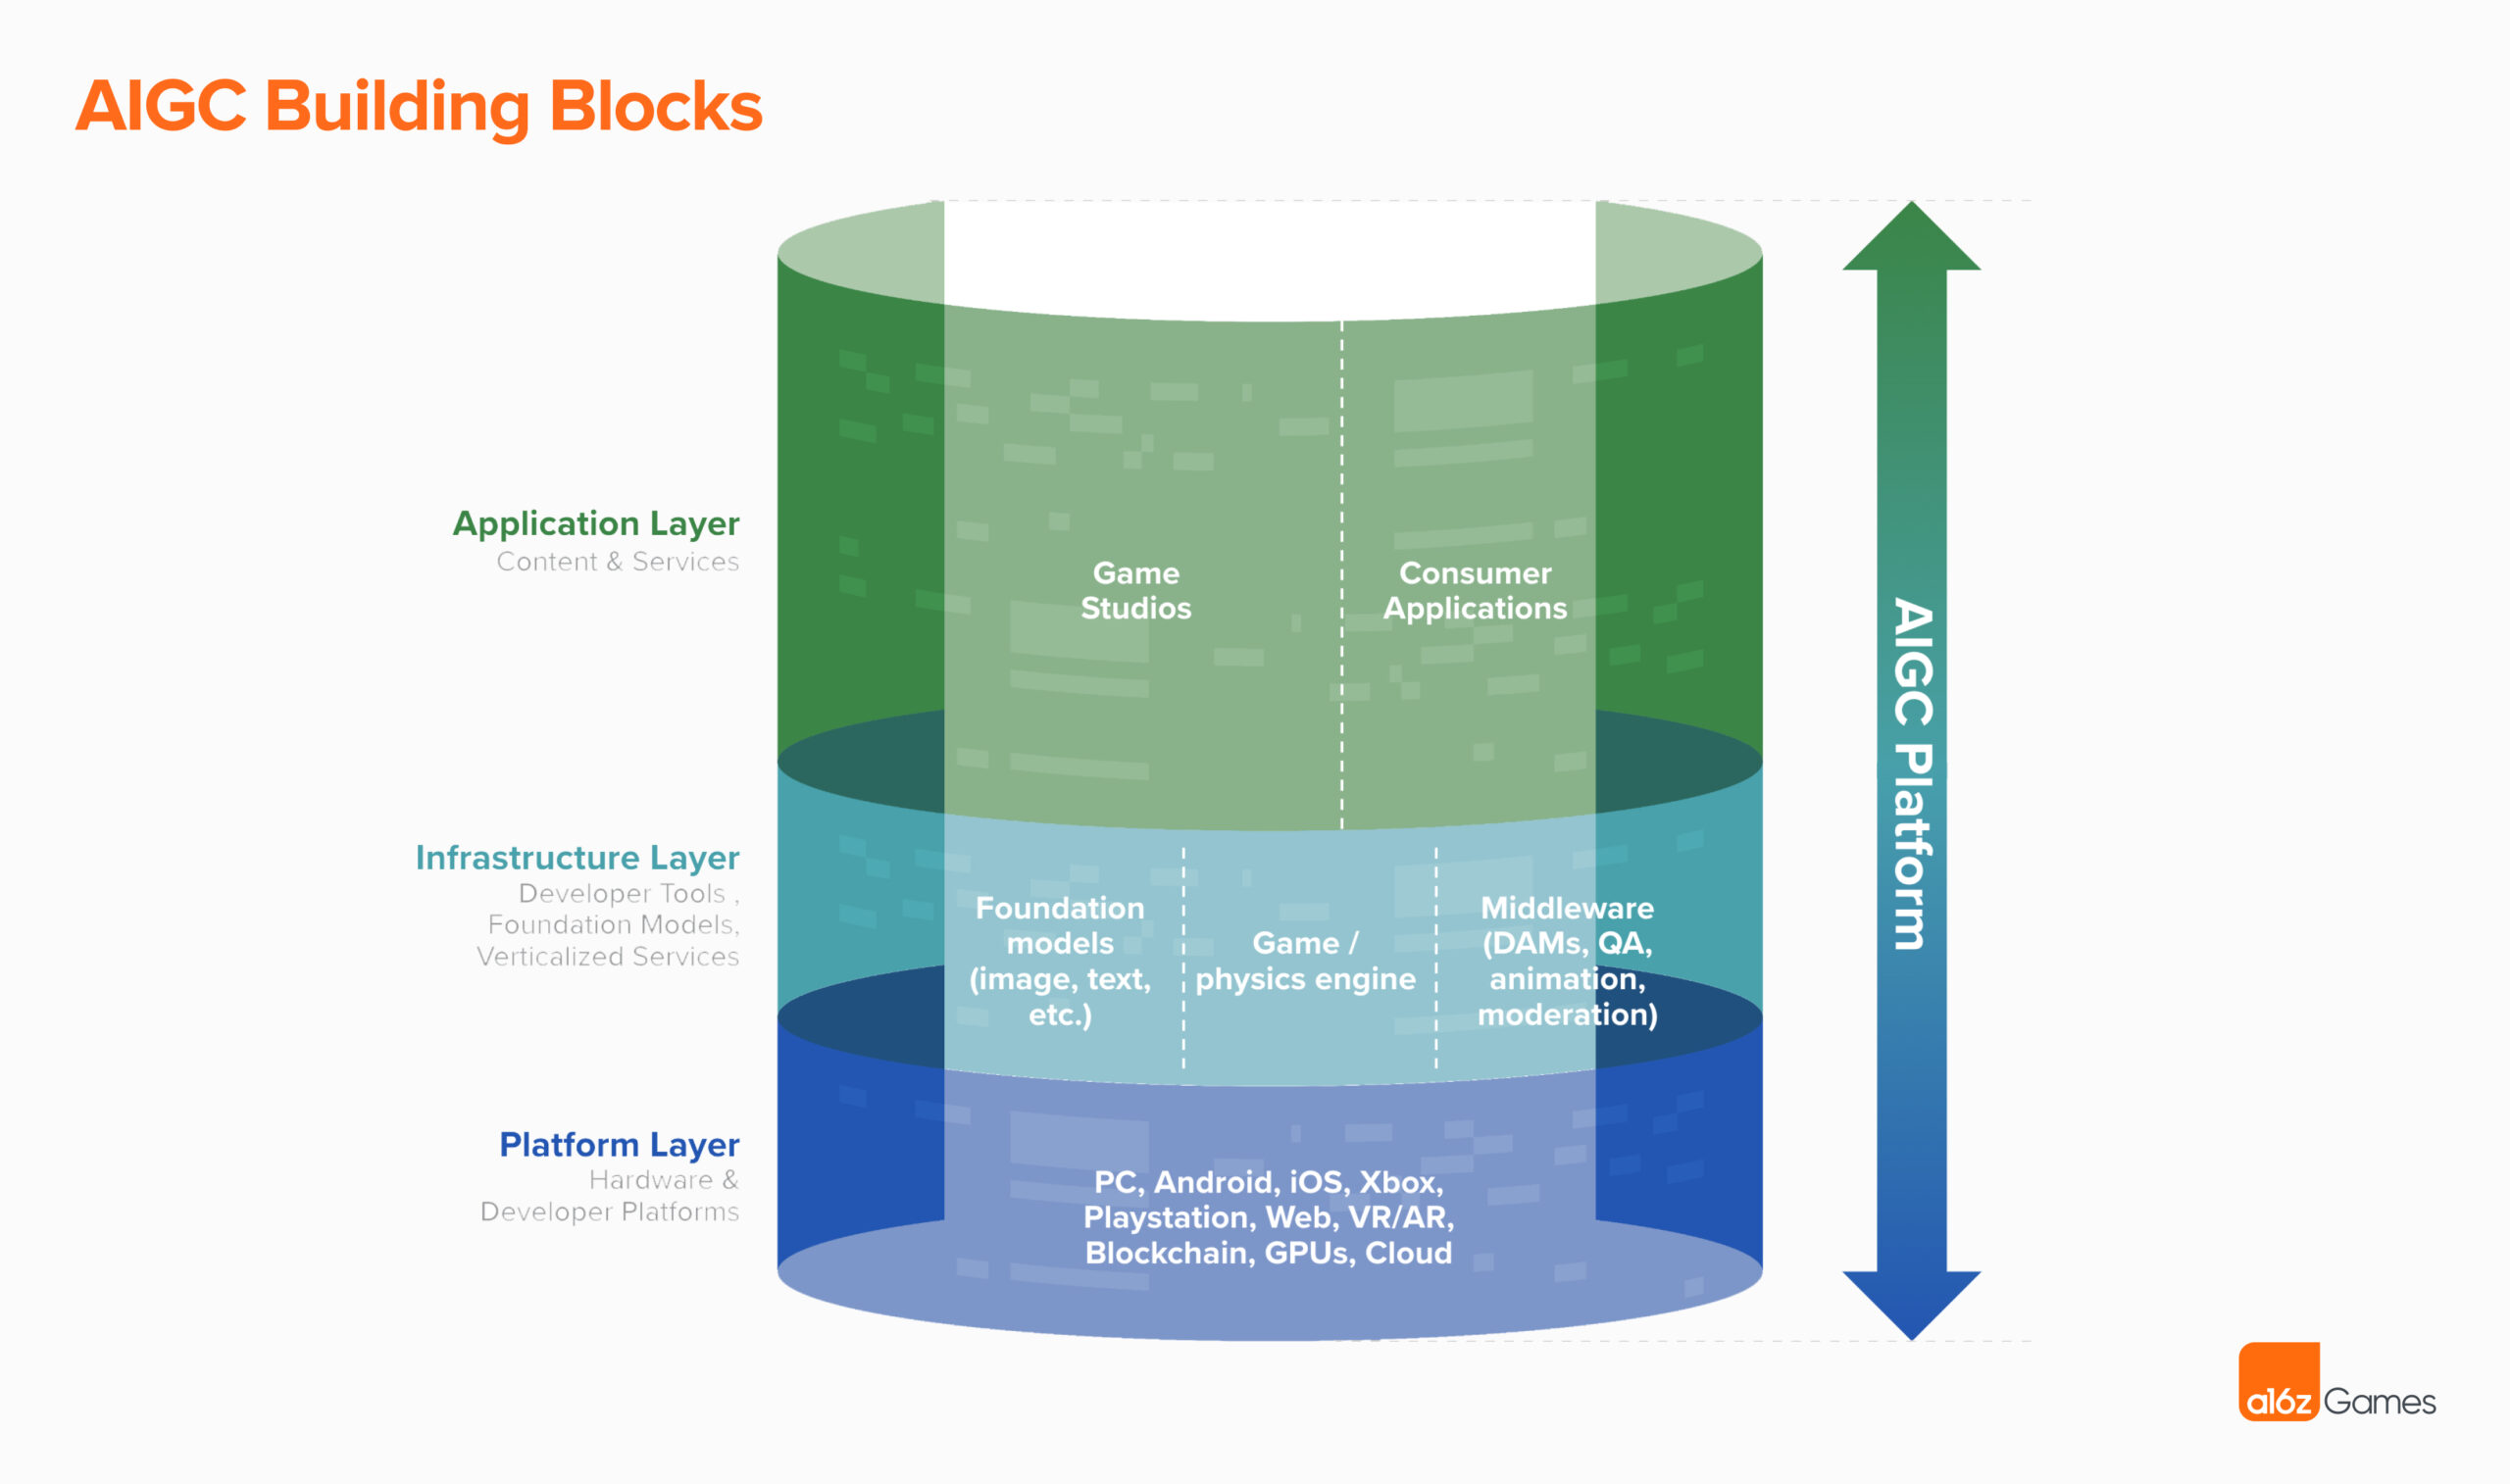 AIGC Building Blocks
Application Layer
Content & Services
Game
Studios
Consumer
Applications
Infrastructure Layer
Developer Tools ,
Foundation Models,
Verticalized Services
Foundation
models
(image, text,
etc.)
Game /
physics engine
Middleware
(DAMs, QA,
animation,
moderation)
Platform Layer
Hardware &
Developer Platforms
PC, Android, iOS, Xbox,
Playstation, Web, VR/AR,
Blockchain, GPUs, Cloud
AIGC Platform
a16z Games